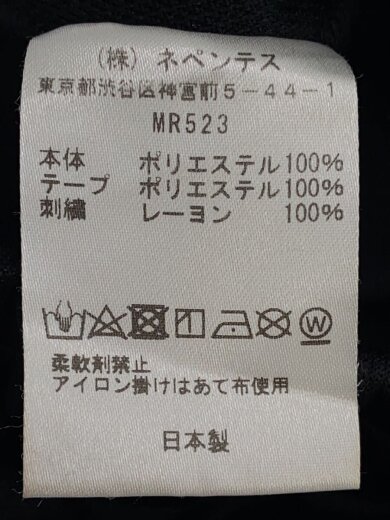 (株) ネペンテス
東京都渋谷区神宮前5-44-1
MR523
本体 ポリエステル100%
テープ ポリエステル100%
刺繍 レーヨン 100%
W
柔軟剤禁止
アイロン掛けはあて布使用
日本製